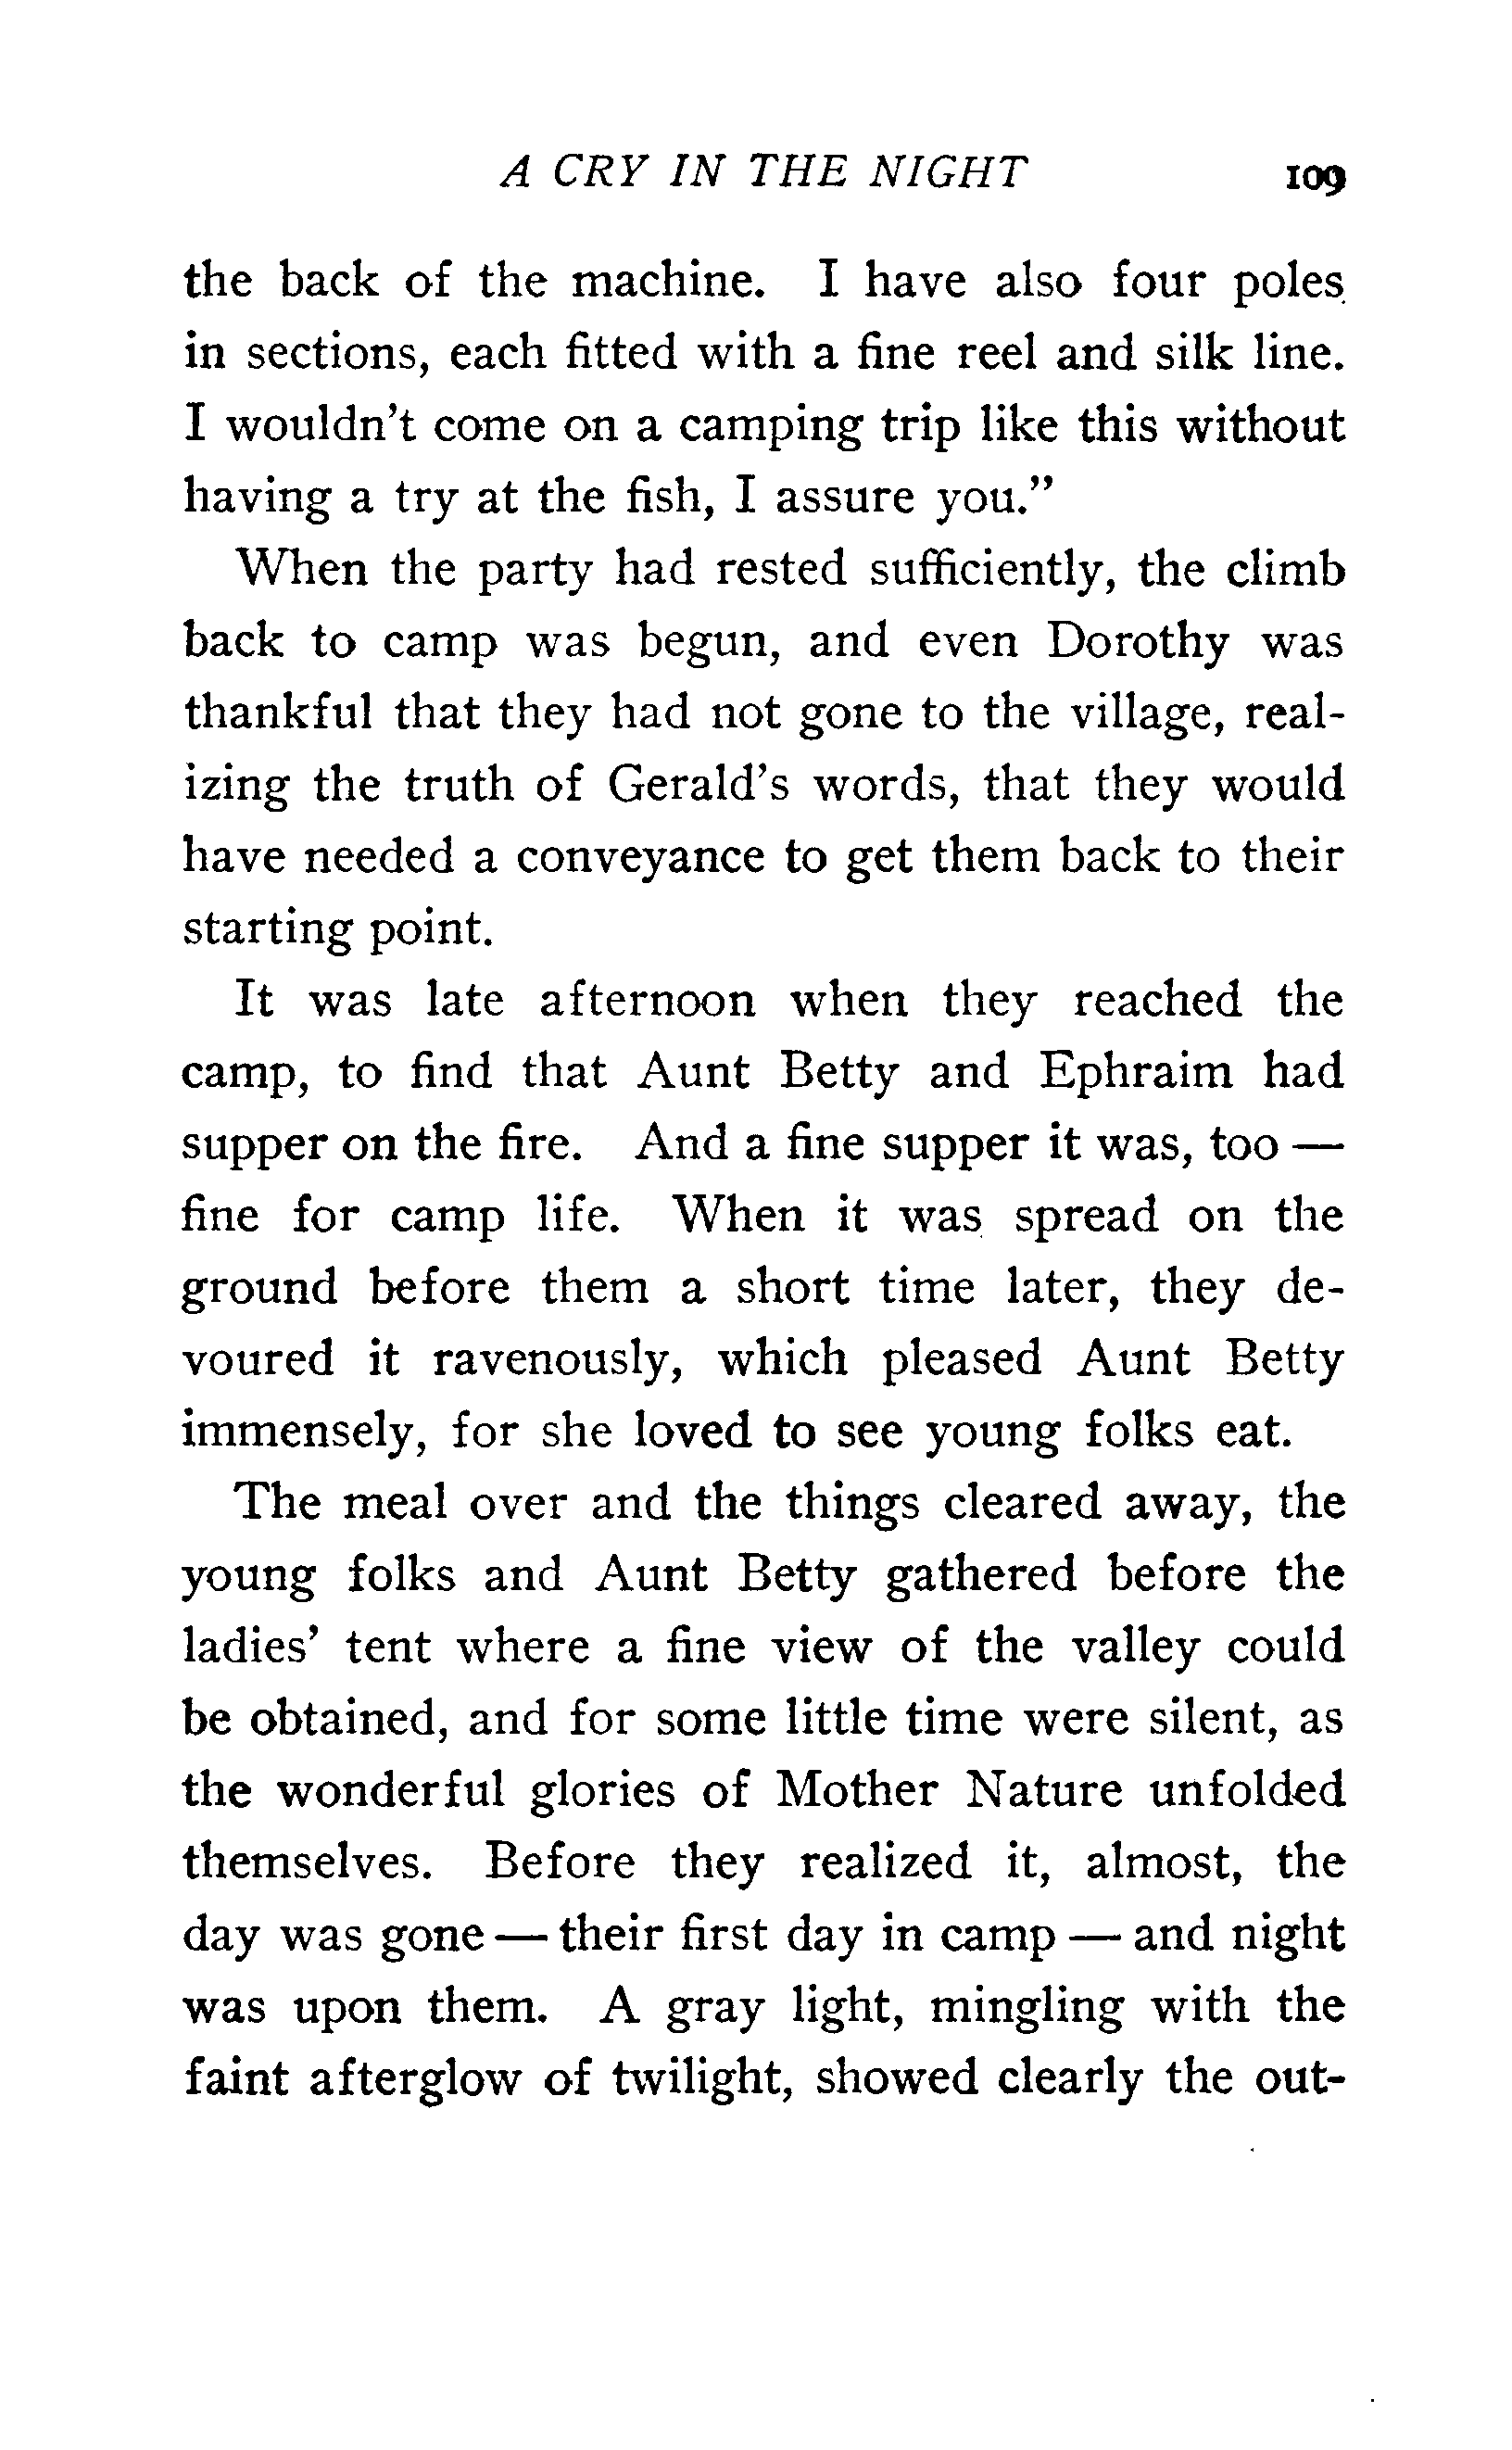 A CRY IN THE NIGHT 109
the back of the machine. I have also four poles
in sections, each fitted with a fine reel and silk line.
I wouldn't come on a camping trip like this without
having a try at the fish, I assure you."
When the party had rested sufficiently, the climb
back to camp was begun, and even Dorothy was
thankful that they had not gone to the village, real-
izing the truth of Gerald's words, that they would
have needed a conveyance to get them back to their
starting point.
It was late afternoon when they reached the
camp, to find that Aunt Betty and Ephraim had
supper on the fire. And a fine supper it was, too —
fine for camp life. When it was spread on the
ground before them a short time later, they de-
voured it ravenously, which pleased Aunt Betty
immensely, for she loved to see young folks eat.
The meal over and the things cleared away, the
young folks and Aunt Betty gathered before the
ladies' tent where a fine view of the valley could
be obtained, and for some little time were silent, as
the wonderful glories of Mother Nature unfolded
themselves. Before they realized it, almost, the
day was gone — their first day in camp — and night
was upon them. A gray light, mingling with the
faint afterglow of twilight, showed clearly the out-